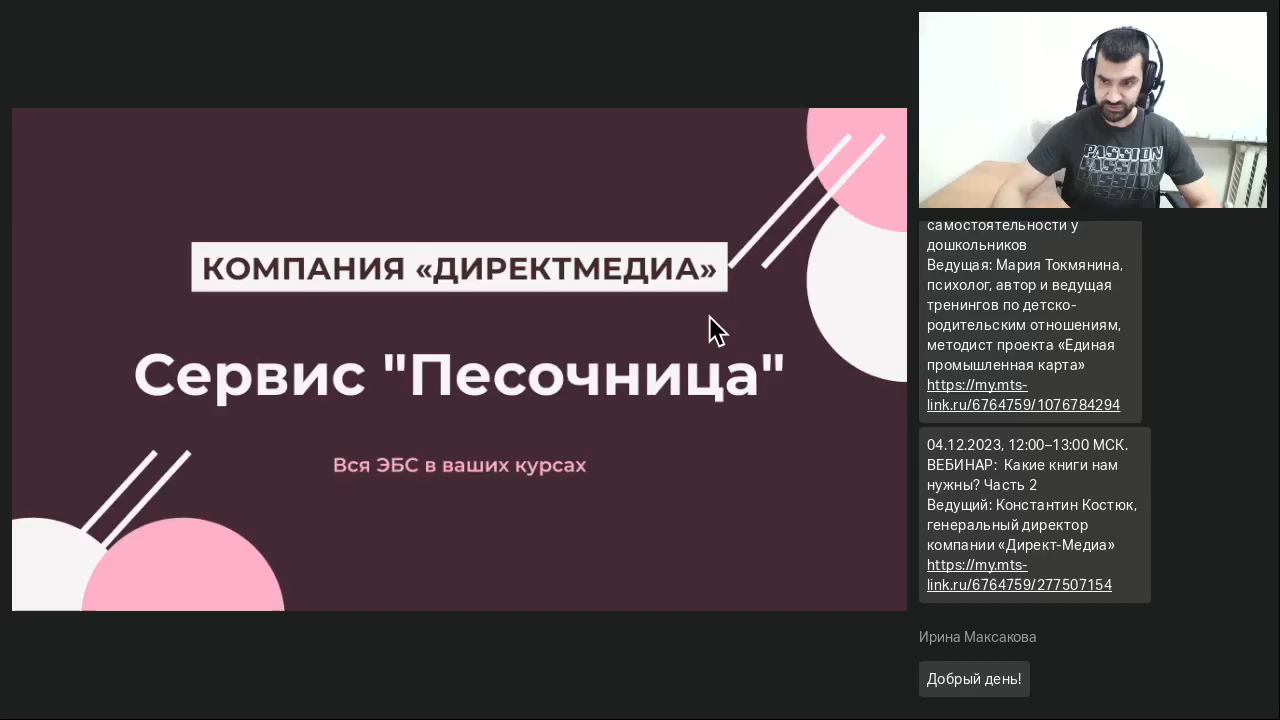 КОМПАНИЯ «ДИРЕКТМЕДИА»
Сервис "Песочница"
Вся ЭБС в ваших курсах
PASSION
PASSION
PASSION
самостоятельности у
дошкольников
Ведущая: Мария Токмянина,
психолог, автор и ведущая
тренингов по детско-
родительским отношениям,
методист проекта «Единая
промышленная карта»
https://my.mts-
link.ru/6764759/1076784294
04.12.2023, 12:00–13:00 МСК.
ВЕБИНАР:  Какие книги нам
нужны? Часть 2
Ведущий: Константин Костюк,
генеральный директор
компании «Директ-Медиа»
https://my.mts-
link.ru/6764759/277507154
Ирина Максакова
Добрый день!